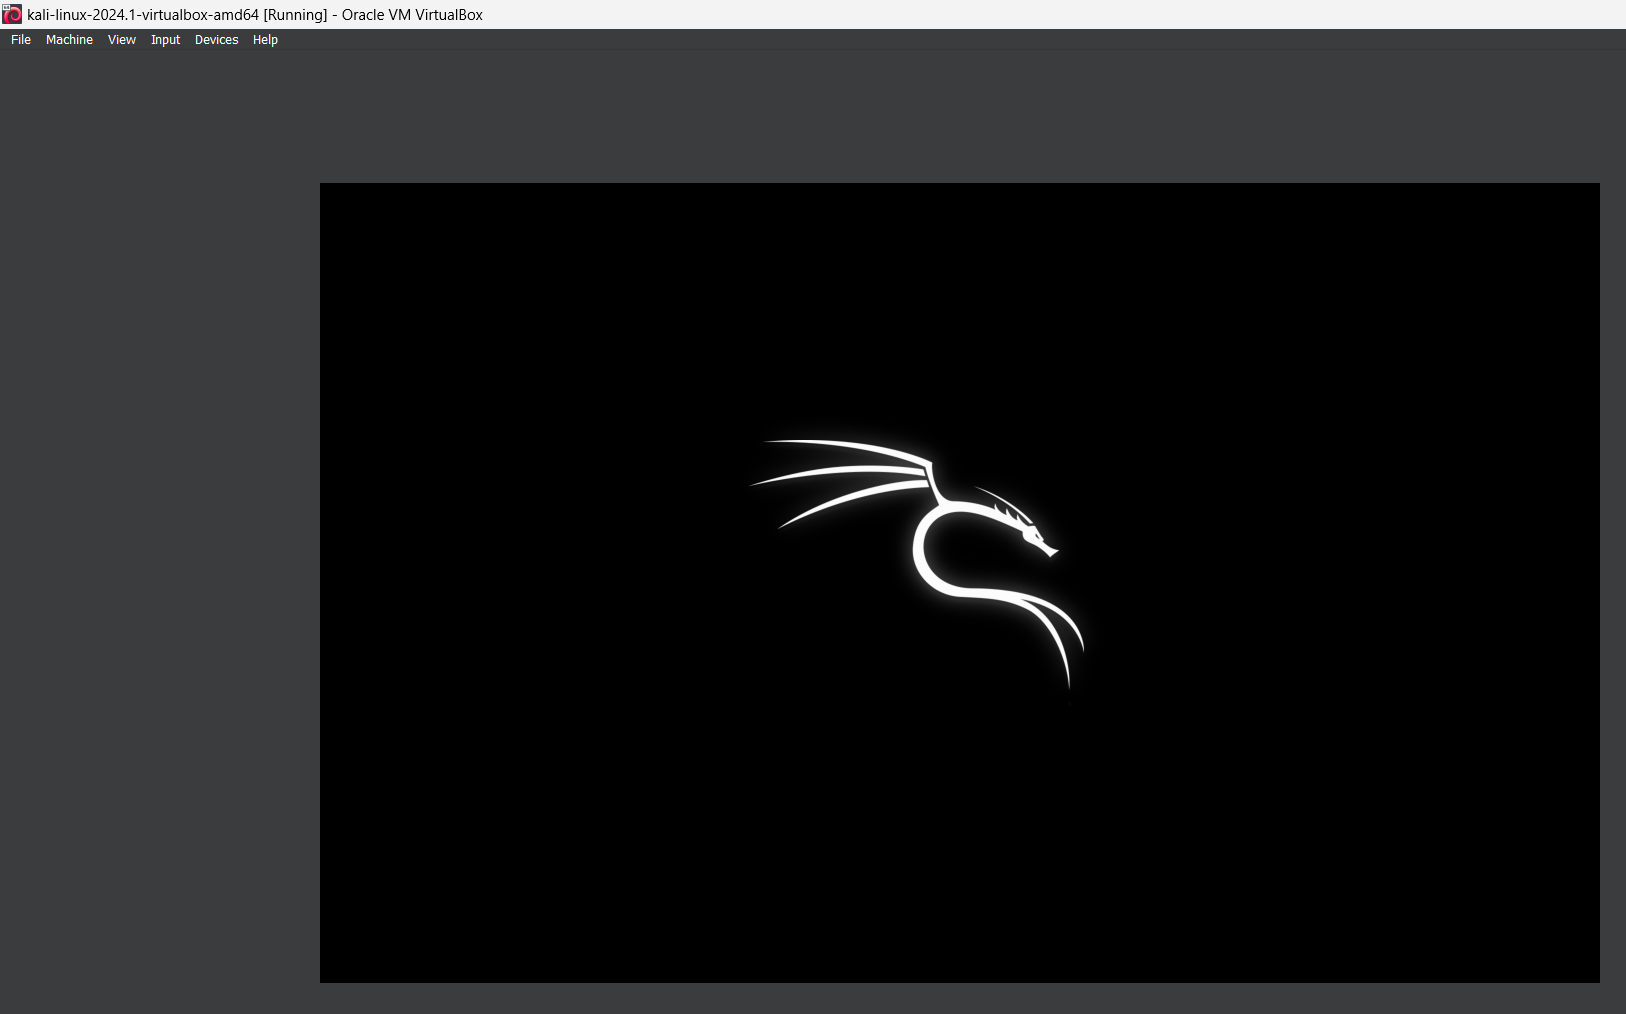 kali-linux-2024.1-virtualbox-amd64 [Running] - Oracle VM VirtualBox
File Machine View Input Devices Help